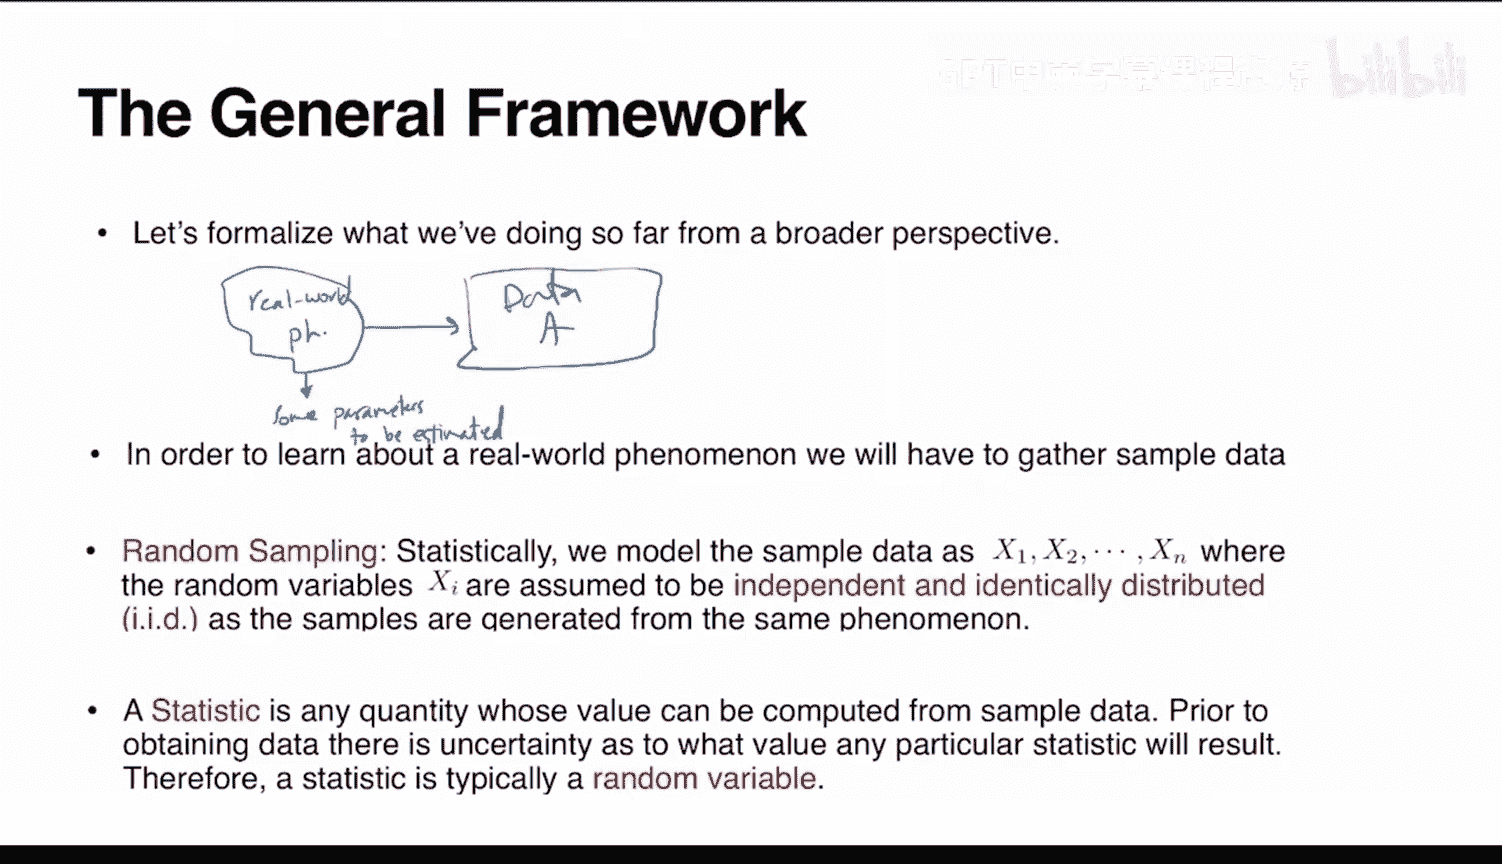 bilibili
The General Framework
• Let's formalize what we've doing so far from a broader perspective.
real-world
ph.
Data
A
some parameters
to be estimated
• In order to learn about a real-world phenomenon we will have to gather sample data
• Random Sampling: Statistically, we model the sample data as X₁, X₂, ⋯ , Xₙ where
the random variables Xᵢ are assumed to be independent and identically distributed
(i.i.d.) as the samples are generated from the same phenomenon.
• A Statistic is any quantity whose value can be computed from sample data. Prior to
obtaining data there is uncertainty as to what value any particular statistic will result.
Therefore, a statistic is typically a random variable.